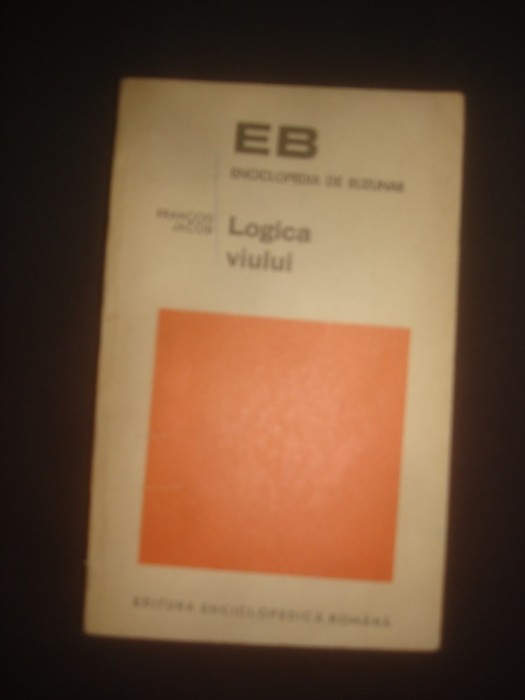 EB
ENCICLOPEDIA DE BUZUNAR
FRANÇOIS
JACOB
Logica
viului
EDITURA ENCICLOPEDICĂ ROMÂNĂ